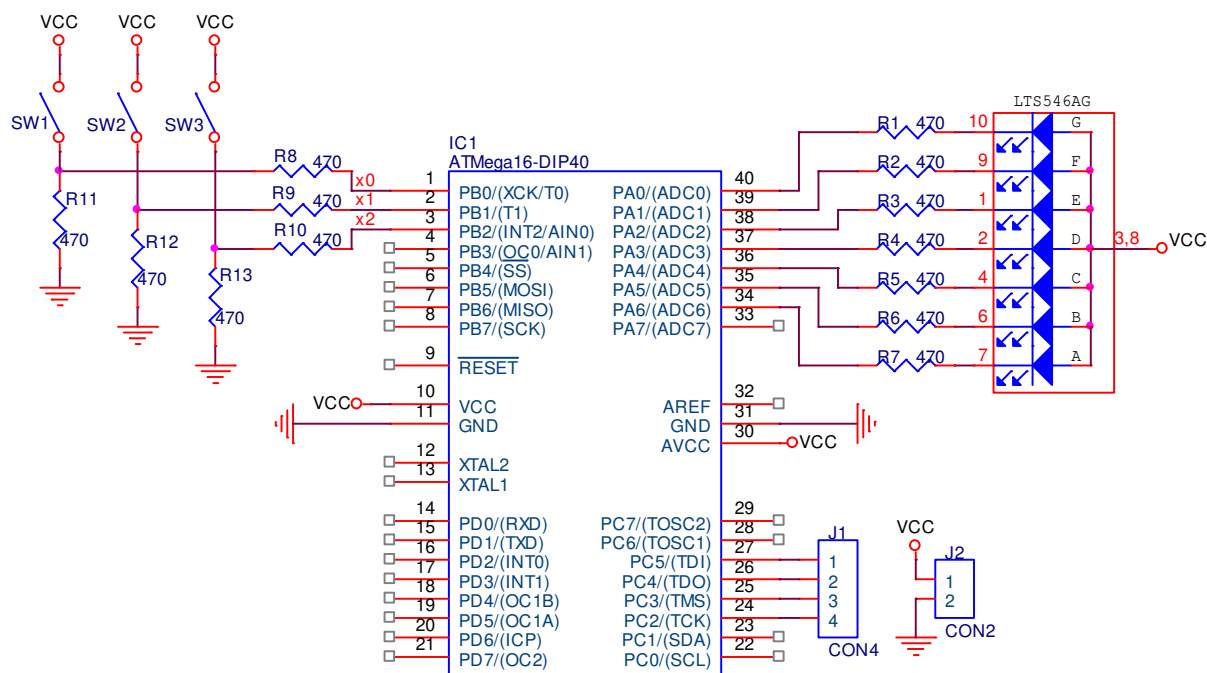 VCC VCC VCC
SW1 SW2 SW3
R8 470
x0
R9 470
x1
R10 470
x2
R11
470
R12
470
R13
470
IC1
ATMega16-DIP40
1 PB0/(XCK/T0)
2 PB1/(T1)
3 PB2/(INT2/AIN0)
4 PB3/(OC0/AIN1)
5 PB4/(SS)
6 PB5/(MOSI)
7 PB6/(MISO)
8 PB7/(SCK)
9 RESET
VCC 10 VCC
11 GND
12 XTAL2
13 XTAL1
14 PD0/(RXD)
15 PD1/(TXD)
16 PD2/(INT0)
17 PD3/(INT1)
18 PD4/(OC1B)
19 PD5/(OC1A)
20 PD6/(ICP)
21 PD7/(OC2)
PA0/(ADC0) 40
PA1/(ADC1) 39
PA2/(ADC2) 38
PA3/(ADC3) 37
PA4/(ADC4) 36
PA5/(ADC5) 35
PA6/(ADC6) 34
PA7/(ADC7) 33
AREF 32
GND 31
AVCC 30 VCC
PC7/(TOSC2) 29
PC6/(TOSC1) 28
PC5/(TDI) 27
PC4/(TDO) 26
PC3/(TMS) 25
PC2/(TCK) 24
PC1/(SDA) 23
PC0/(SCL) 22
LTS546AG
R1 470 10 G
R2 470 9 F
R3 470 1 E
R4 470 2 D 3,8 VCC
R5 470 4 C
R6 470 6 B
R7 470 7 A
J1
1
2
3
4
CON4
VCC
J2
1
2
CON2